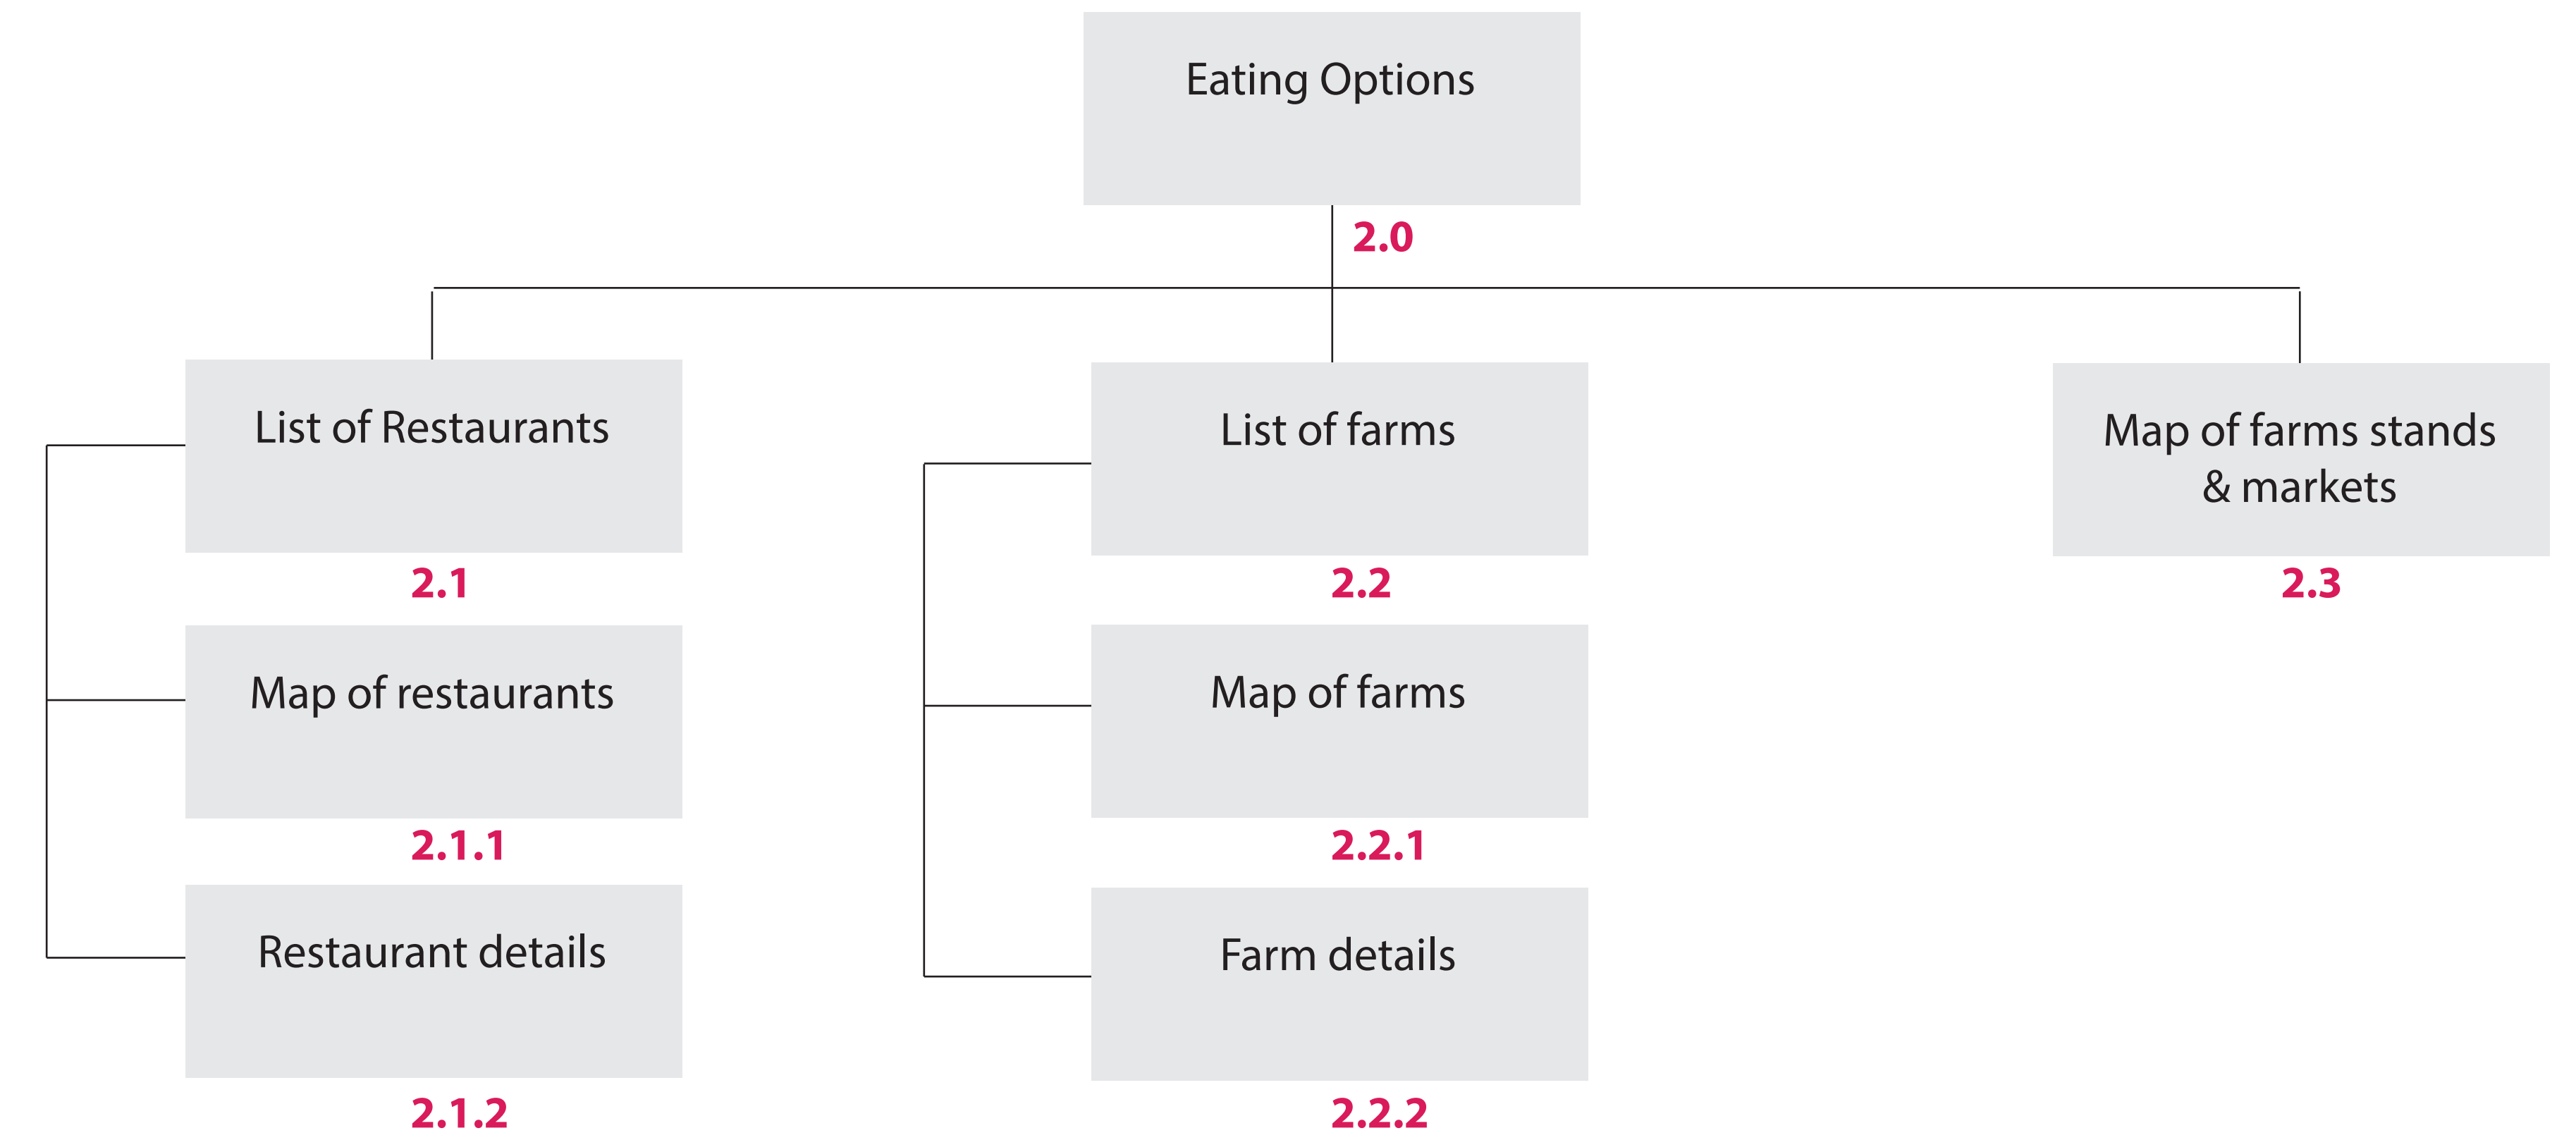 Eating Options
2.0
List of Restaurants
List of farms
Map of farms stands
& markets
2.1
2.2
2.3
Map of restaurants
Map of farms
2.1.1
2.2.1
Restaurant details
Farm details
2.1.2
2.2.2